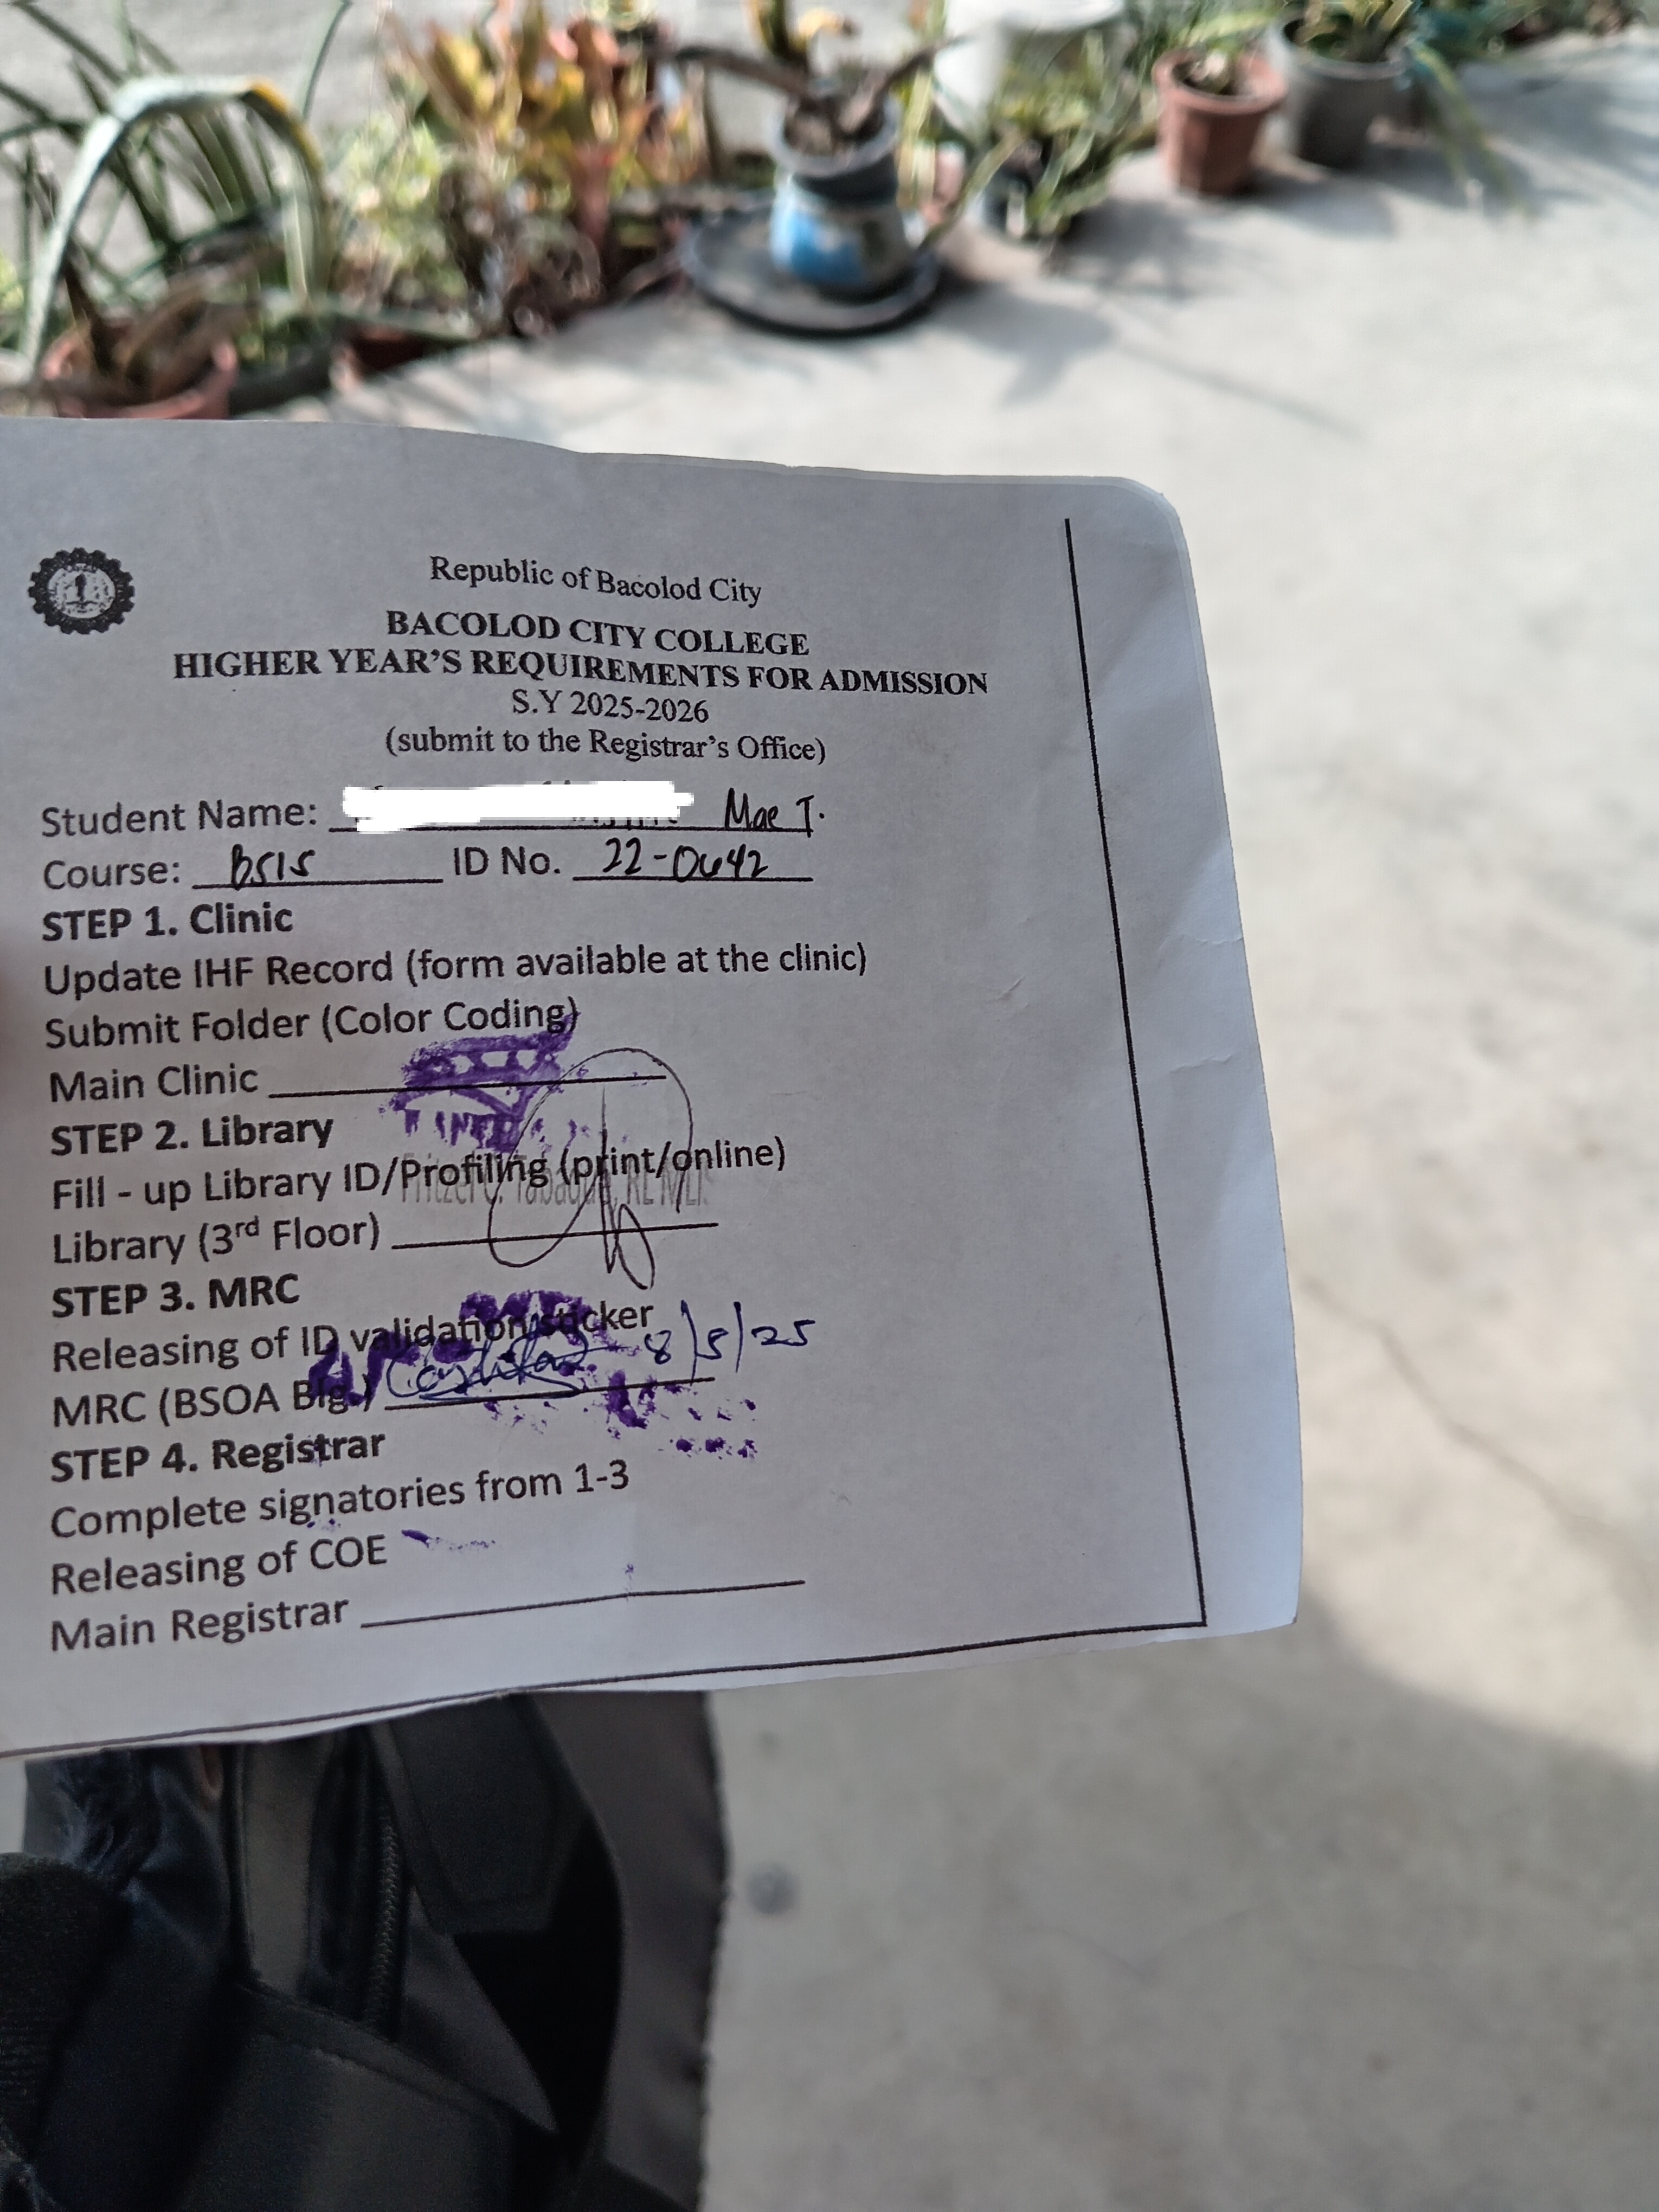 Republic of Bacolod City
BACOLOD CITY COLLEGE
HIGHER YEAR'S REQUIREMENTS FOR ADMISSION
S.Y 2025-2026
(submit to the Registrar's Office)
Student Name: Mae T.
Course: BSIS ID No. 22-0642
STEP 1. Clinic
Update IHF Record (form available at the clinic)
Submit Folder (Color Coding)
Main Clinic
STEP 2. Library
Fill - up Library ID/Profiling (print/online)
Library (3rd Floor)
STEP 3. MRC
Releasing of ID validation sticker
8/5/25
MRC (BSOA Blg.)
STEP 4. Registrar
Complete signatories from 1-3
Releasing of COE
Main Registrar